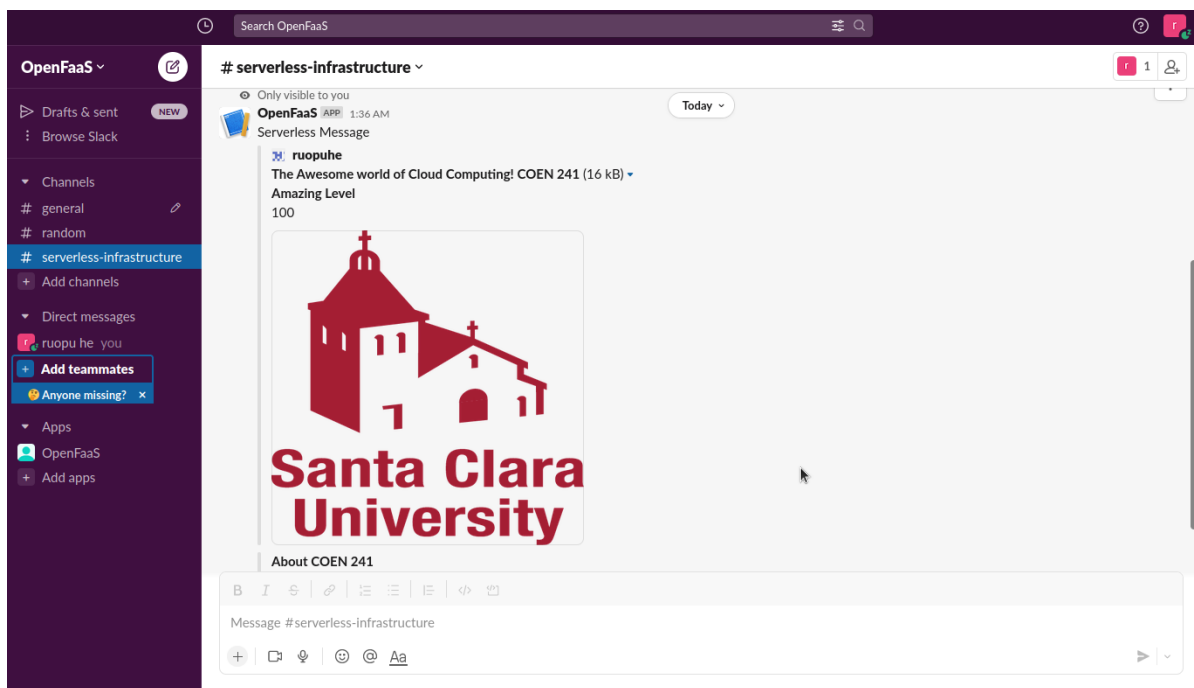 Search OpenFaaS
OpenFaaS
# serverless-infrastructure
r 1
Drafts & sent NEW
Browse Slack
Channels
# general
# random
# serverless-infrastructure
+ Add channels
Direct messages
r ruopu he you
+ Add teammates
Anyone missing? ×
Apps
OpenFaaS
+ Add apps
Today
Only visible to you
OpenFaaS APP 1:36 AM
Serverless Message
ruopuhe
The Awesome world of Cloud Computing! COEN 241 (16 kB)
Amazing Level
100
Santa Clara
University
About COEN 241
B I S
Message #serverless-infrastructure
+ @ Aa